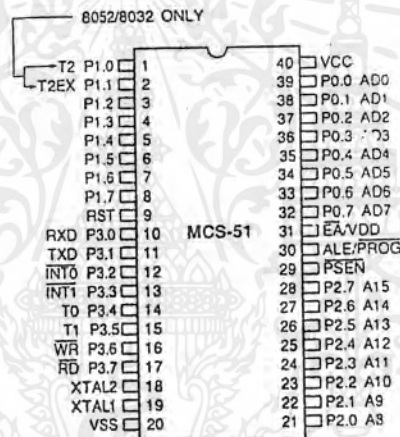 8052/8032 ONLY
T2 P1.0 1 40 VCC
T2EX P1.1 2 39 P0.0 AD0
P1.2 3 38 P0.1 AD1
P1.3 4 37 P0.2 AD2
P1.4 5 36 P0.3 D3
P1.5 6 35 P0.4 AD4
P1.6 7 34 P0.5 AD5
P1.7 8 33 P0.6 AD6
RST 9 32 P0.7 AD7
RXD P3.0 10 MCS-51 31 EA/VDD
TXD P3.1 11 30 ALE/PROG
INT0 P3.2 12 29 PSEN
INT1 P3.3 13 28 P2.7 A15
T0 P3.4 14 27 P2.6 A14
T1 P3.5 15 26 P2.5 A13
WR P3.6 16 25 P2.4 A12
RD P3.7 17 24 P2.3 A11
XTAL2 18 23 P2.2 A10
XTAL1 19 22 P2.1 A9
VSS 20 21 P2.0 A8